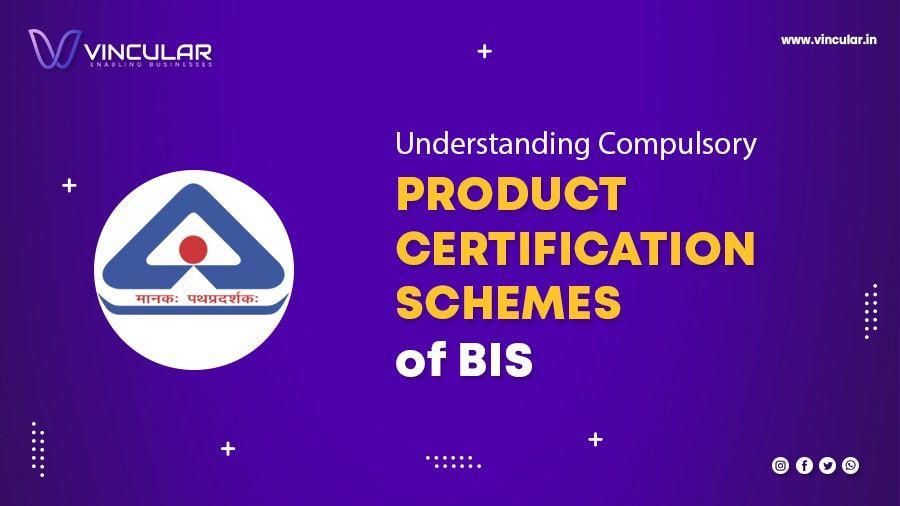 VINCULAR
ENABLING BUSINESSES
www.vincular.in
Understanding Compulsory
PRODUCT
CERTIFICATION
SCHEMES
of BIS
मानकः पथप्रदर्शकः